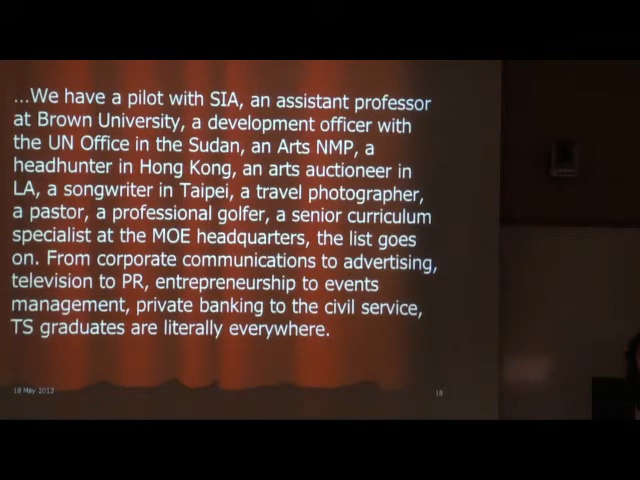 ...We have a pilot with SIA, an assistant professor
at Brown University, a development officer with
the UN Office in the Sudan, an Arts NMP, a
headhunter in Hong Kong, an arts auctioneer in
LA, a songwriter in Taipei, a travel photographer,
a pastor, a professional golfer, a senior curriculum
specialist at the MOE headquarters, the list goes
on. From corporate communications to advertising,
television to PR, entrepreneurship to events
management, private banking to the civil service,
TS graduates are literally everywhere.
18 May 2013
18